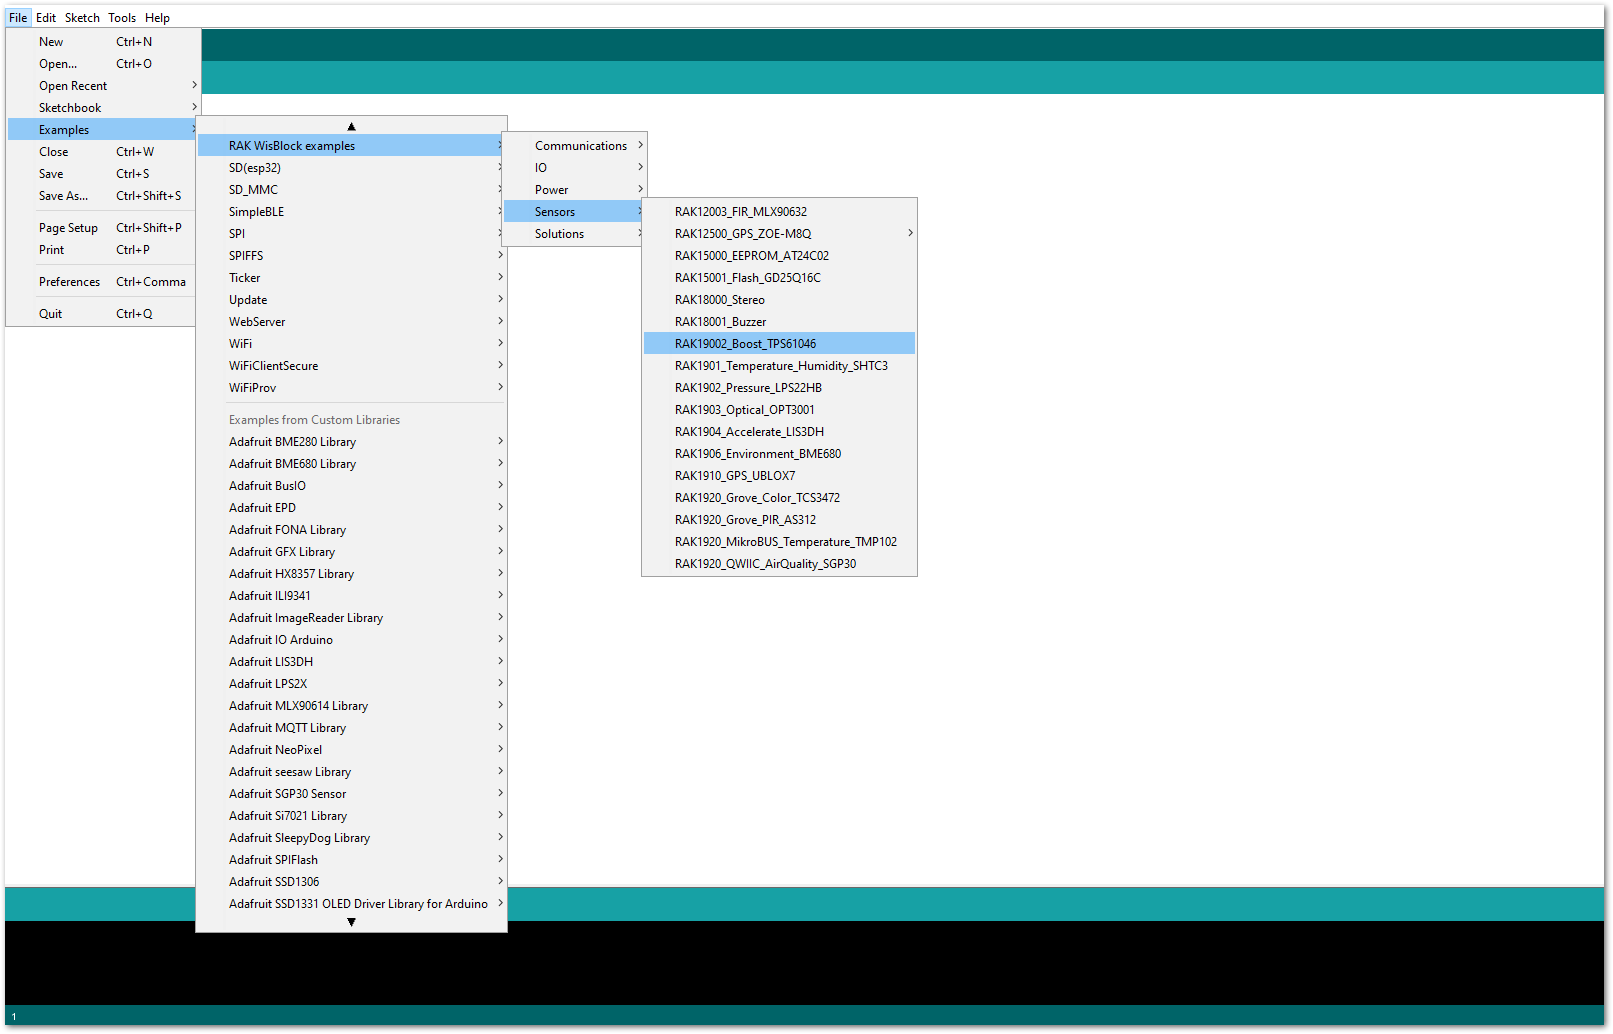 File Edit Sketch Tools Help
New Ctrl+N
Open... Ctrl+O
Open Recent
Sketchbook
Examples
Close Ctrl+W
Save Ctrl+S
Save As... Ctrl+Shift+S
Page Setup Ctrl+Shift+P
Print Ctrl+P
Preferences Ctrl+Comma
Quit Ctrl+Q
RAK WisBlock examples
SD(esp32)
SD_MMC
SimpleBLE
SPI
SPIFFS
Ticker
Update
WebServer
WiFi
WiFiClientSecure
WiFiProv
Examples from Custom Libraries
Adafruit BME280 Library
Adafruit BME680 Library
Adafruit BusIO
Adafruit EPD
Adafruit FONA Library
Adafruit GFX Library
Adafruit HX8357 Library
Adafruit ILI9341
Adafruit ImageReader Library
Adafruit IO Arduino
Adafruit LIS3DH
Adafruit LPS2X
Adafruit MLX90614 Library
Adafruit MQTT Library
Adafruit NeoPixel
Adafruit seesaw Library
Adafruit SGP30 Sensor
Adafruit Si7021 Library
Adafruit SleepyDog Library
Adafruit SPIFlash
Adafruit SSD1306
Adafruit SSD1331 OLED Driver Library for Arduino
Communications
IO
Power
Sensors
Solutions
RAK12003_FIR_MLX90632
RAK12500_GPS_ZOE-M8Q
RAK15000_EEPROM_AT24C02
RAK15001_Flash_GD25Q16C
RAK18000_Stereo
RAK18001_Buzzer
RAK19002_Boost_TPS61046
RAK1901_Temperature_Humidity_SHTC3
RAK1902_Pressure_LPS22HB
RAK1903_Optical_OPT3001
RAK1904_Accelerate_LIS3DH
RAK1906_Environment_BME680
RAK1910_GPS_UBLOX7
RAK1920_Grove_Color_TCS3472
RAK1920_Grove_PIR_AS312
RAK1920_MikroBUS_Temperature_TMP102
RAK1920_QWIIC_AirQuality_SGP30
1